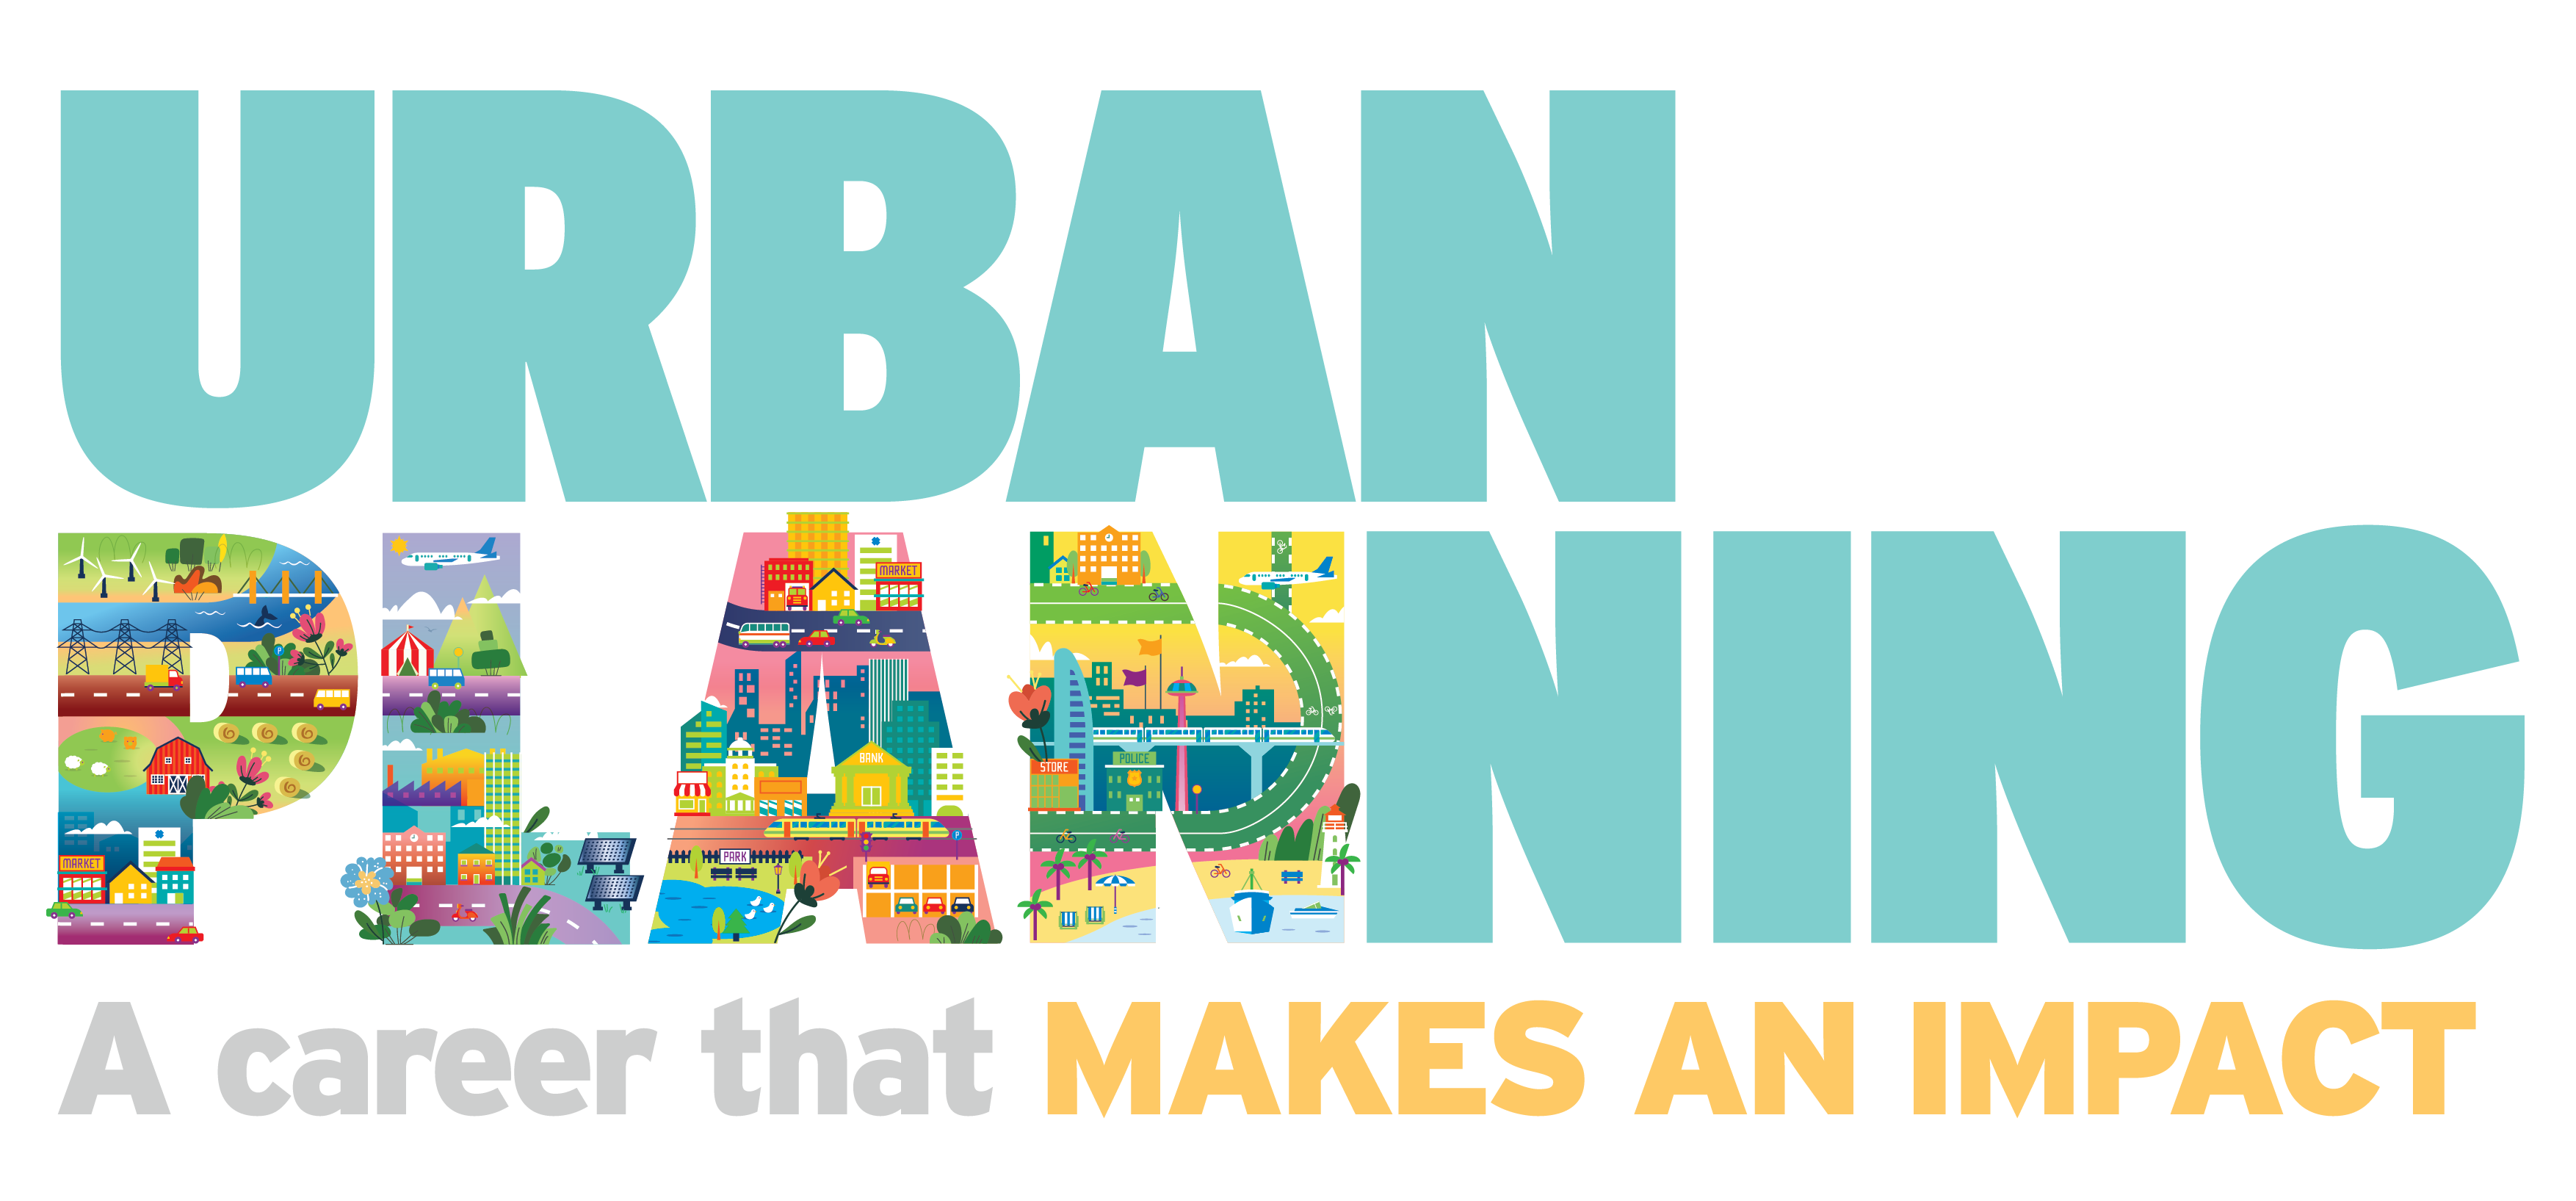 URBAN
PLANNING
MARKET
MARKET
BANK
STORE
POLICE
PARK
P
P
A career that MAKES AN IMPACT